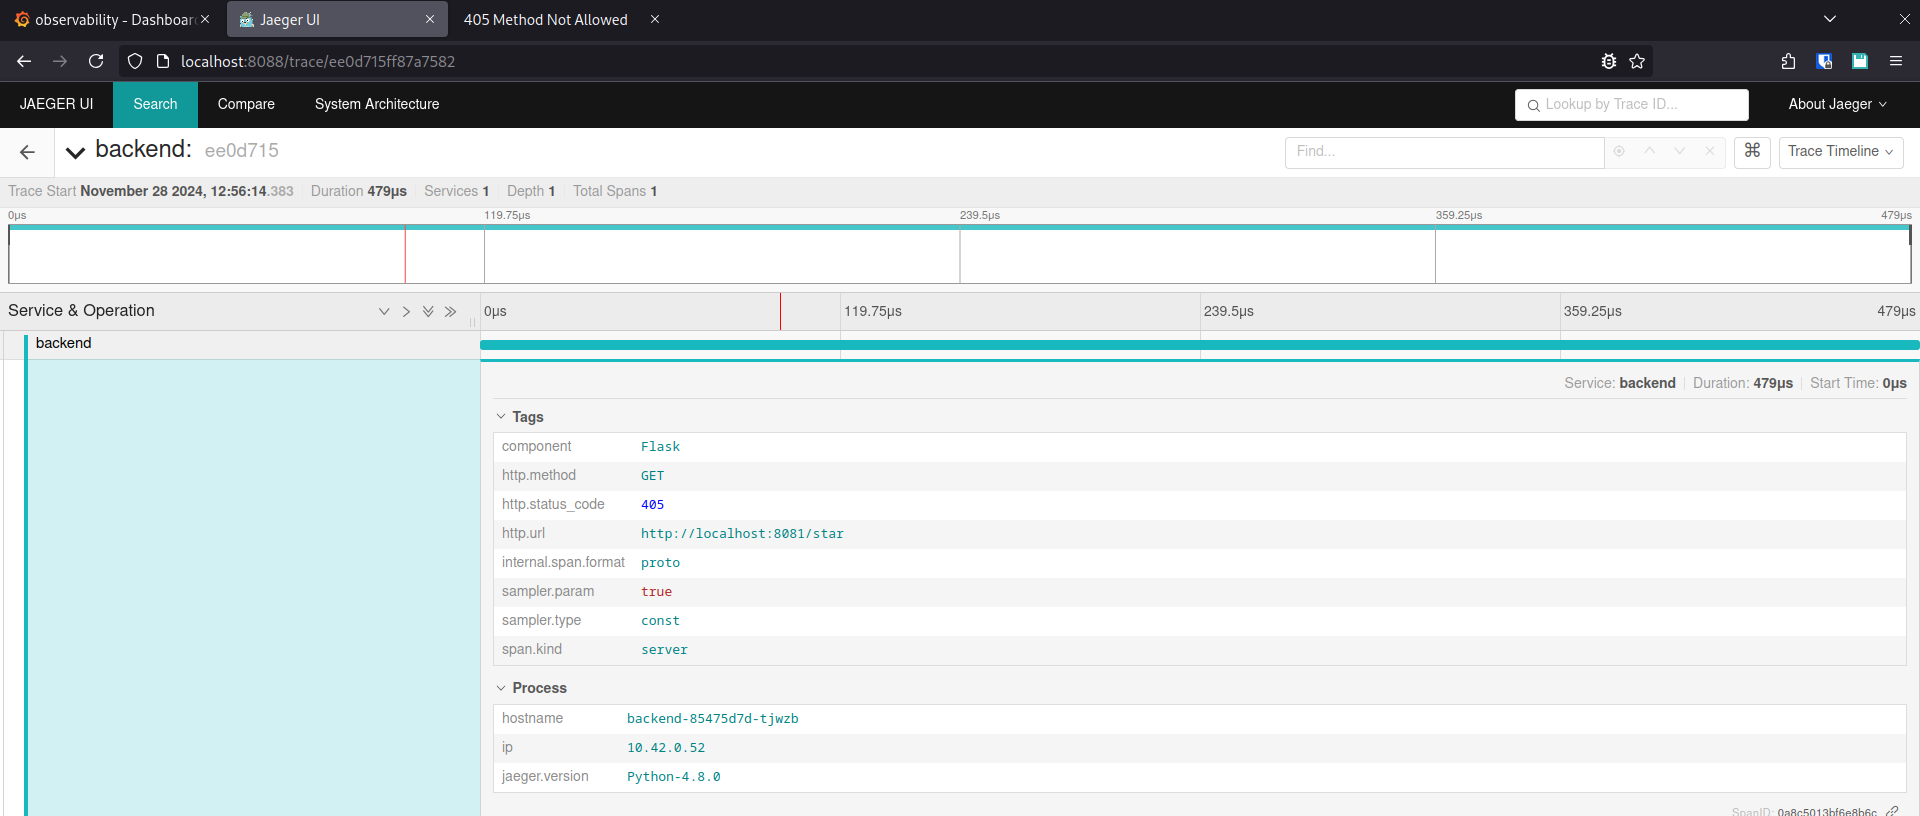 observability - Dashboar
Jaeger UI
405 Method Not Allowed
localhost:8088/trace/ee0d715ff87a7582
JAEGER UI Search Compare System Architecture Lookup by Trace ID... About Jaeger
backend: ee0d715 Find... Trace Timeline
Trace Start November 28 2024, 12:56:14.383 Duration 479μs Services 1 Depth 1 Total Spans 1
0μs 119.75μs 239.5μs 359.25μs 479μs
Service & Operation 0μs 119.75μs 239.5μs 359.25μs 479μs
backend
Service: backend Duration: 479μs Start Time: 0μs
Tags
component Flask
http.method GET
http.status_code 405
http.url http://localhost:8081/star
internal.span.format proto
sampler.param true
sampler.type const
span.kind server
Process
hostname backend-85475d7d-tjwzb
ip 10.42.0.52
jaeger.version Python-4.8.0
SpanID: 0a8c5013bf6e8b6c